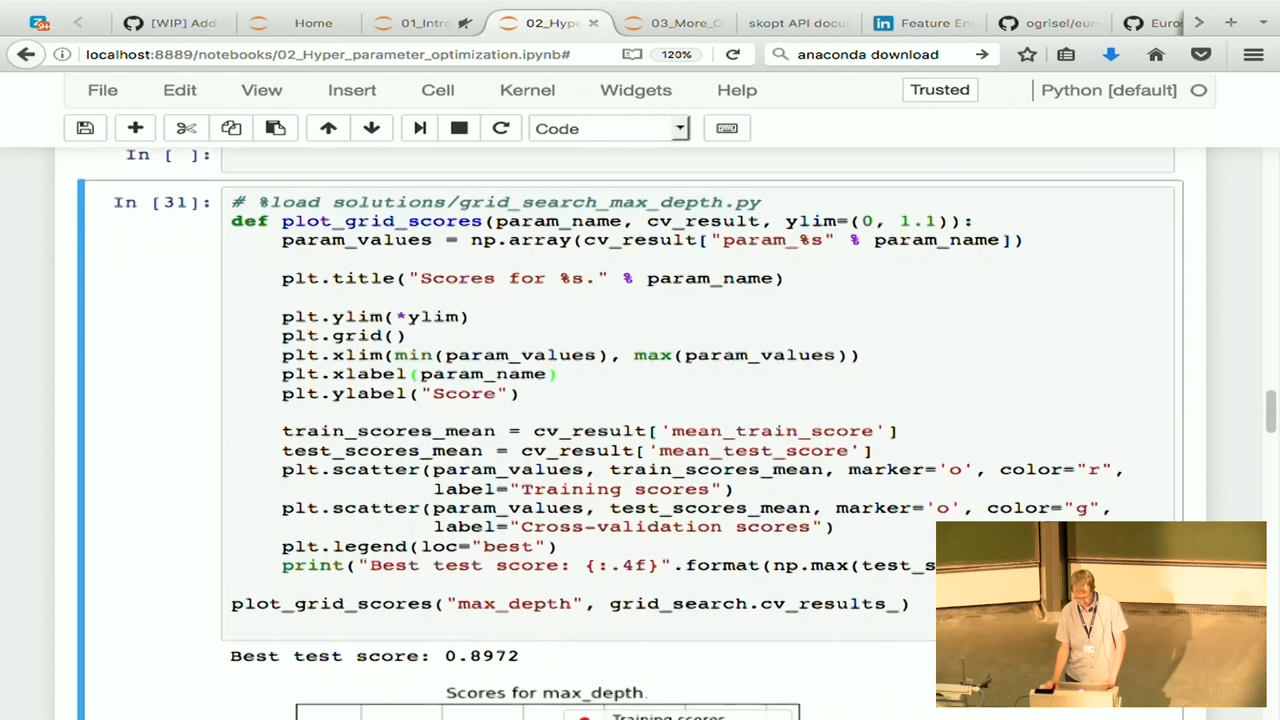 [WIP] Add
Home
01_Intro
02_Hype
03_More_C
skopt API docu
Feature En
ogrisel/eur
Euros
localhost:8889/notebooks/02_Hyper_parameter_optimization.ipynb#
120%
anaconda download
File Edit View Insert Cell Kernel Widgets Help
Trusted
Python [default]
Code
In [ ]:
In [31]:
# %load solutions/grid_search_max_depth.py
def plot_grid_scores(param_name, cv_result, ylim=(0, 1.1)):
param_values = np.array(cv_result["param_%s" % param_name])
plt.title("Scores for %s." % param_name)
plt.ylim(*ylim)
plt.grid()
plt.xlim(min(param_values), max(param_values))
plt.xlabel(param_name)
plt.ylabel("Score")
train_scores_mean = cv_result['mean_train_score']
test_scores_mean = cv_result['mean_test_score']
plt.scatter(param_values, train_scores_mean, marker='o', color="r",
label="Training scores")
plt.scatter(param_values, test_scores_mean, marker='o', color="g",
label="Cross-validation scores")
plt.legend(loc="best")
print("Best test score: {:.4f}".format(np.max(test_s
plot_grid_scores("max_depth", grid_search.cv_results_)
Best test score: 0.8972
Scores for max_depth.
Training scores